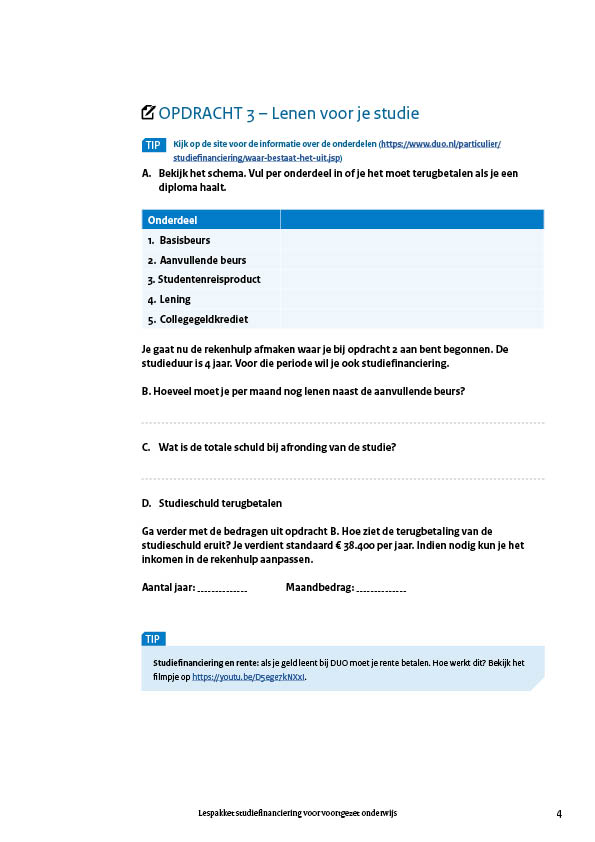 OPDRACHT 3 – Lenen voor je studie
TIP
Kijk op de site voor de informatie over de onderdelen (https://www.duo.nl/particulier/
studiefinanciering/waar-bestaat-het-uit.jsp)
A. Bekijk het schema. Vul per onderdeel in of je het moet terugbetalen als je een
diploma haalt.
Onderdeel
1. Basisbeurs
2. Aanvullende beurs
3. Studentenreisproduct
4. Lening
5. Collegegeldkrediet
Je gaat nu de rekenhulp afmaken waar je bij opdracht 2 aan bent begonnen. De
studieduur is 4 jaar. Voor die periode wil je ook studiefinanciering.
B. Hoeveel moet je per maand nog lenen naast de aanvullende beurs?
C. Wat is de totale schuld bij afronding van de studie?
D. Studieschuld terugbetalen
Ga verder met de bedragen uit opdracht B. Hoe ziet de terugbetaling van de
studieschuld eruit? Je verdient standaard € 38.400 per jaar. Indien nodig kun je het
inkomen in de rekenhulp aanpassen.
Aantal jaar: _____________ Maandbedrag: _____________
TIP
Studiefinanciering en rente: als je geld leent bij DUO moet je rente betalen. Hoe werkt dit? Bekijk het
filmpje op https://youtu.be/D5ege7kNXxI.
Lespakket studiefinanciering voor voortgezet onderwijs
4